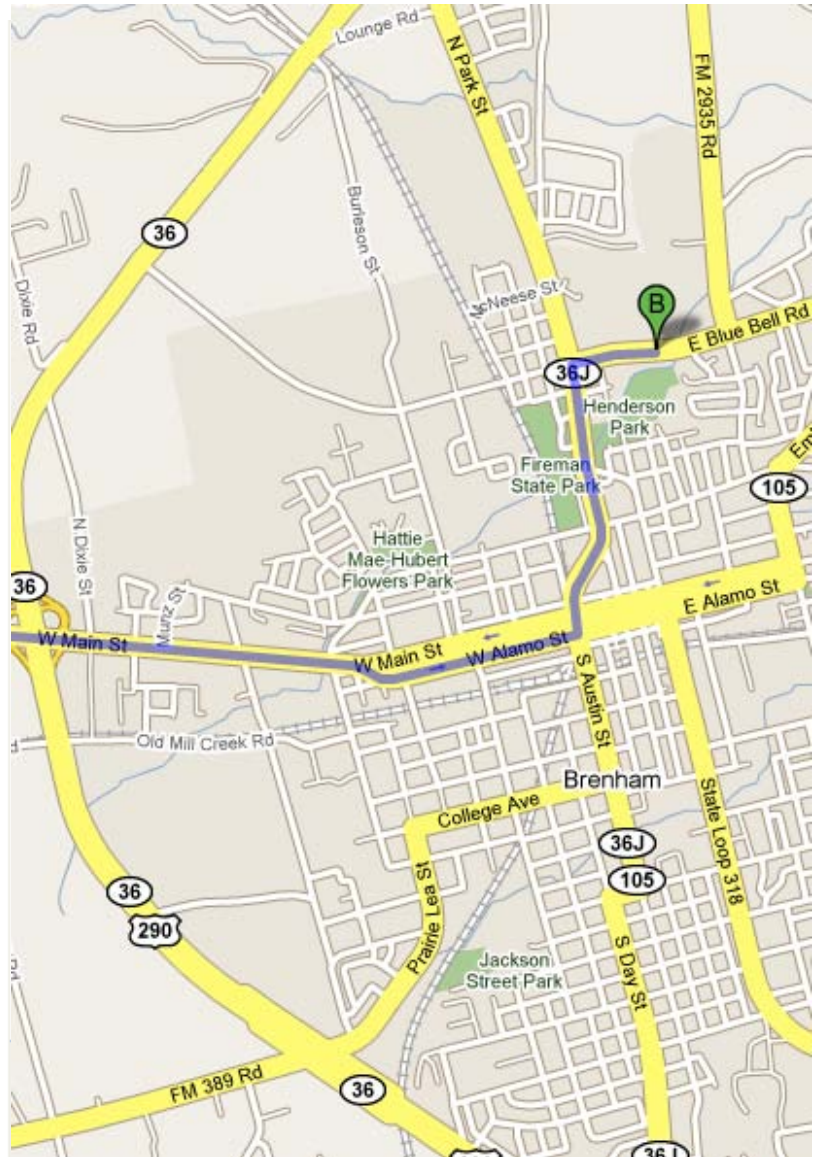 Lounge Rd
N Park St
FM 2935 Rd
36
Burleson St
Dixie Rd
McNeese St
B
E Blue Bell Rd
36J
Henderson
Park
Fireman
State Park
105
N Dixie St
Hattie
Mae-Hubert
Flowers Park
36
Munz St
E Alamo St
W Main St
W Main St
W Alamo St
S Austin St
Old Mill Creek Rd
Brenham
College Ave
State Loop 318
36J
105
36
290
Prairie Lea St
S Day St
Jackson
Street Park
FM 389 Rd
36
36J